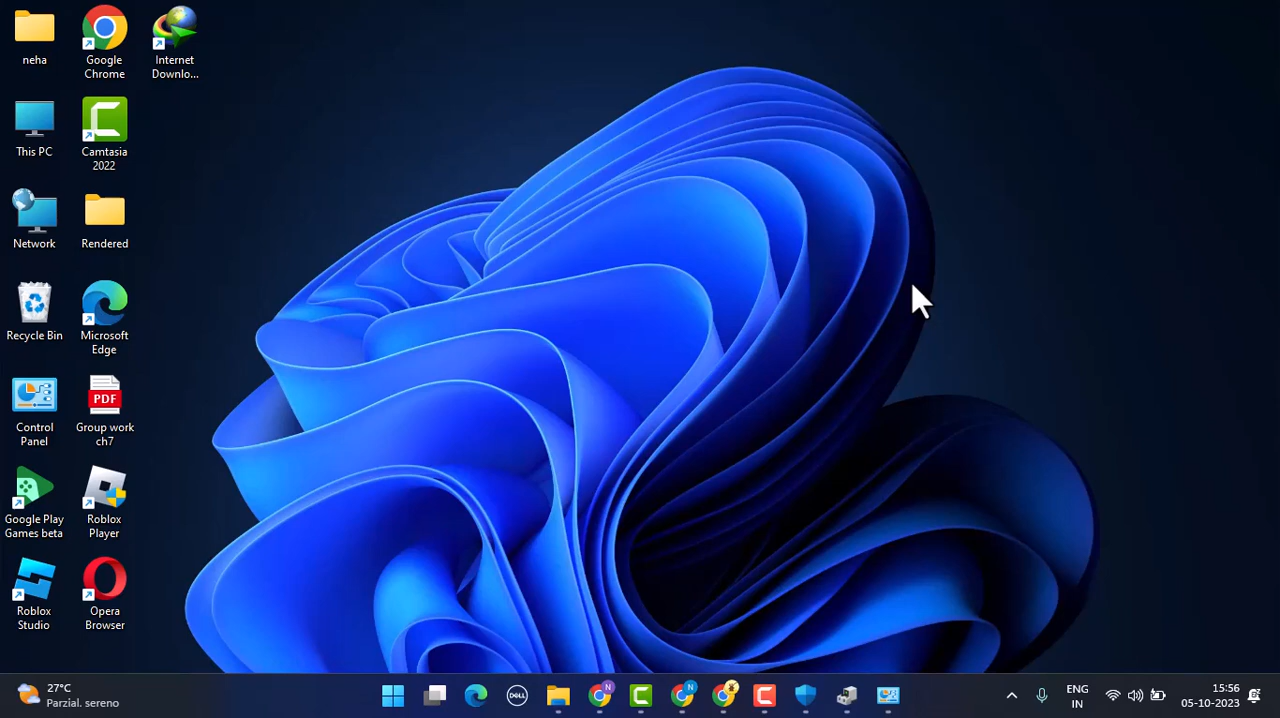 neha
Google
Chrome
Internet
Downlo...
This PC
Camtasia
2022
Network
Rendered
Recycle Bin
Microsoft
Edge
Control
Panel
PDF
Group work
ch7
Google Play
Games beta
Roblox
Player
Roblox
Studio
Opera
Browser
27°C
Parzial. sereno
DELL
N
N
ENG
IN
15:56
05-10-2023